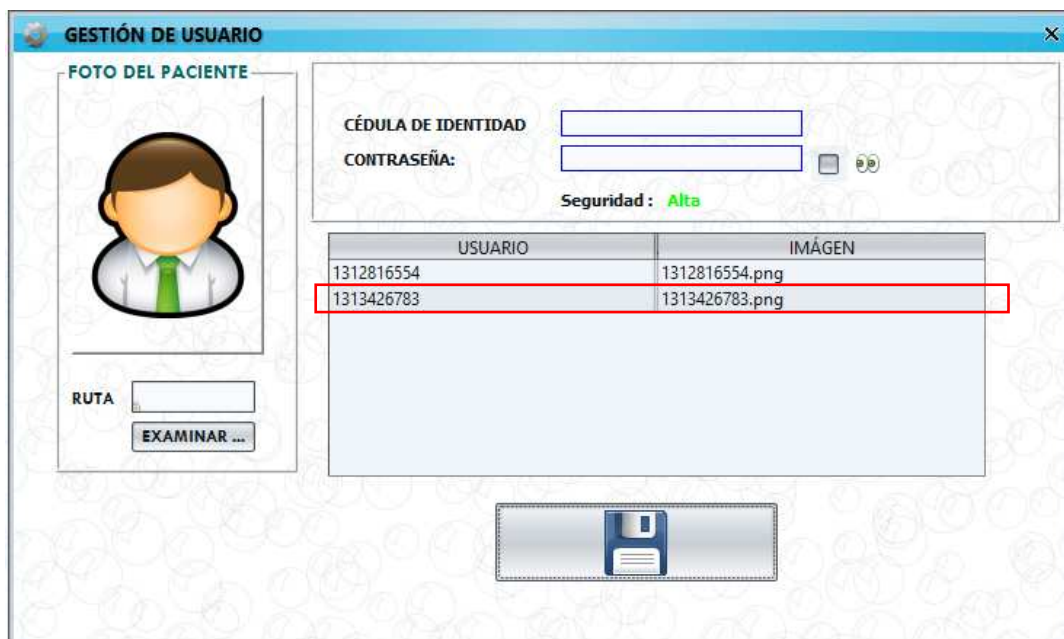 GESTIÓN DE USUARIO
FOTO DEL PACIENTE
CÉDULA DE IDENTIDAD
CONTRASEÑA:
Seguridad : Alta
USUARIO IMÁGEN
1312816554 1312816554.png
1313426783 1313426783.png
RUTA
EXAMINAR ...